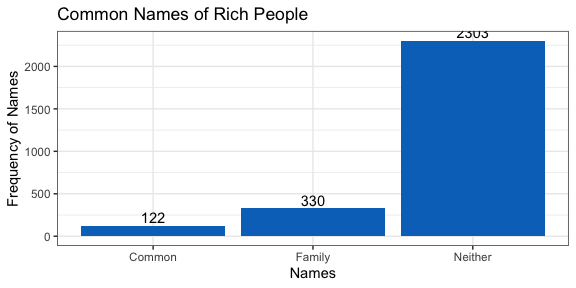 Common Names of Rich People
2303
2000
1500
1000
500
0
122
330
Frequency of Names
Common
Family
Neither
Names